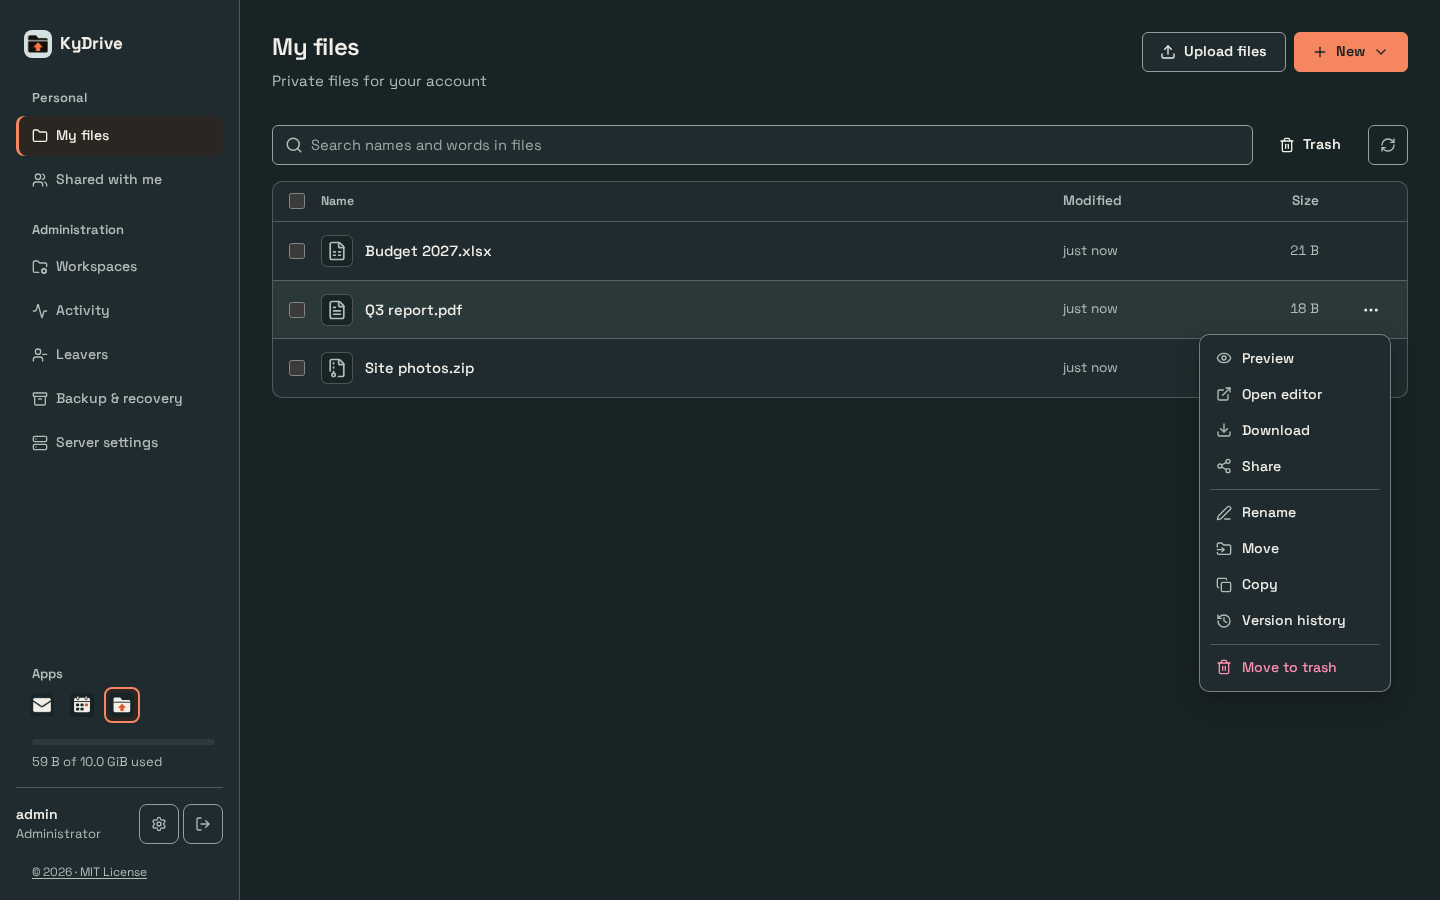 KyDrive
Personal
My files
Shared with me
Administration
Workspaces
Activity
Leavers
Backup & recovery
Server settings
Apps
59 B of 10.0 GiB used
admin
Administrator
© 2026 · MIT License
My files
Private files for your account
Upload files
New
Search names and words in files
Trash
Name Modified Size
Budget 2027.xlsx just now 21 B
Q3 report.pdf just now 18 B
Site photos.zip just now
Preview
Open editor
Download
Share
Rename
Move
Copy
Version history
Move to trash